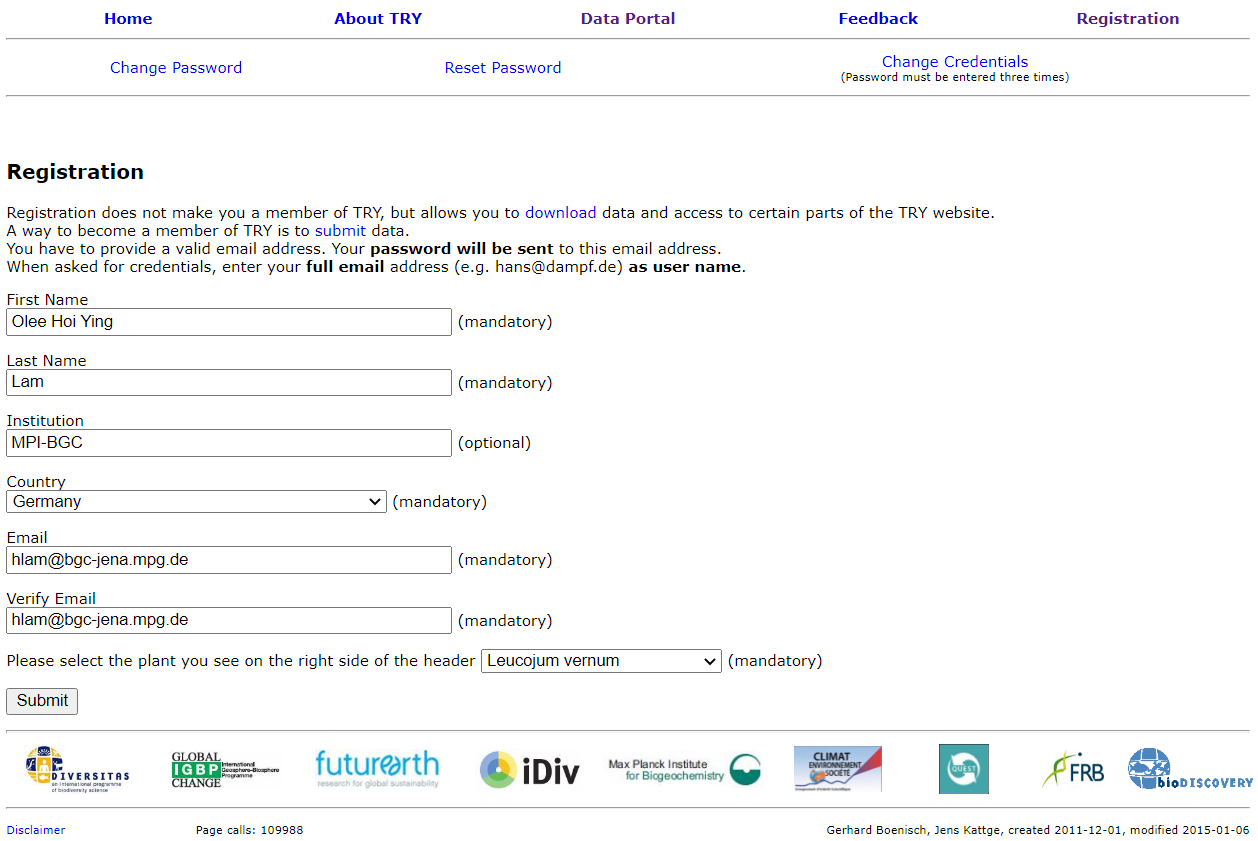 Home About TRY Data Portal Feedback Registration
Change Password Reset Password Change Credentials
(Password must be entered three times)
Registration
Registration does not make you a member of TRY, but allows you to download data and access to certain parts of the TRY website.
A way to become a member of TRY is to submit data.
You have to provide a valid email address. Your password will be sent to this email address.
When asked for credentials, enter your full email address (e.g. hans@dampf.de) as user name.
First Name
Olee Hoi Ying (mandatory)
Last Name
Lam (mandatory)
Institution
MPI-BGC (optional)
Country
Germany (mandatory)
Email
hlam@bgc-jena.mpg.de (mandatory)
Verify Email
hlam@bgc-jena.mpg.de (mandatory)
Please select the plant you see on the right side of the header Leucojum vernum (mandatory)
Submit
DIVERSITAS
an international programme
of biodiversity science
GLOBAL
IGBP International Geosphere-Biosphere Programme
CHANGE
futurearth
research for global sustainability
iDiv
Max Planck Institute
for Biogeochemistry
CLIMAT
ENVIRONNEMENT
SOCIÉTÉ
QUEST
FRB
bioDISCOVERY
Disclaimer Page calls: 109988 Gerhard Boenisch, Jens Kattge, created 2011-12-01, modified 2015-01-06